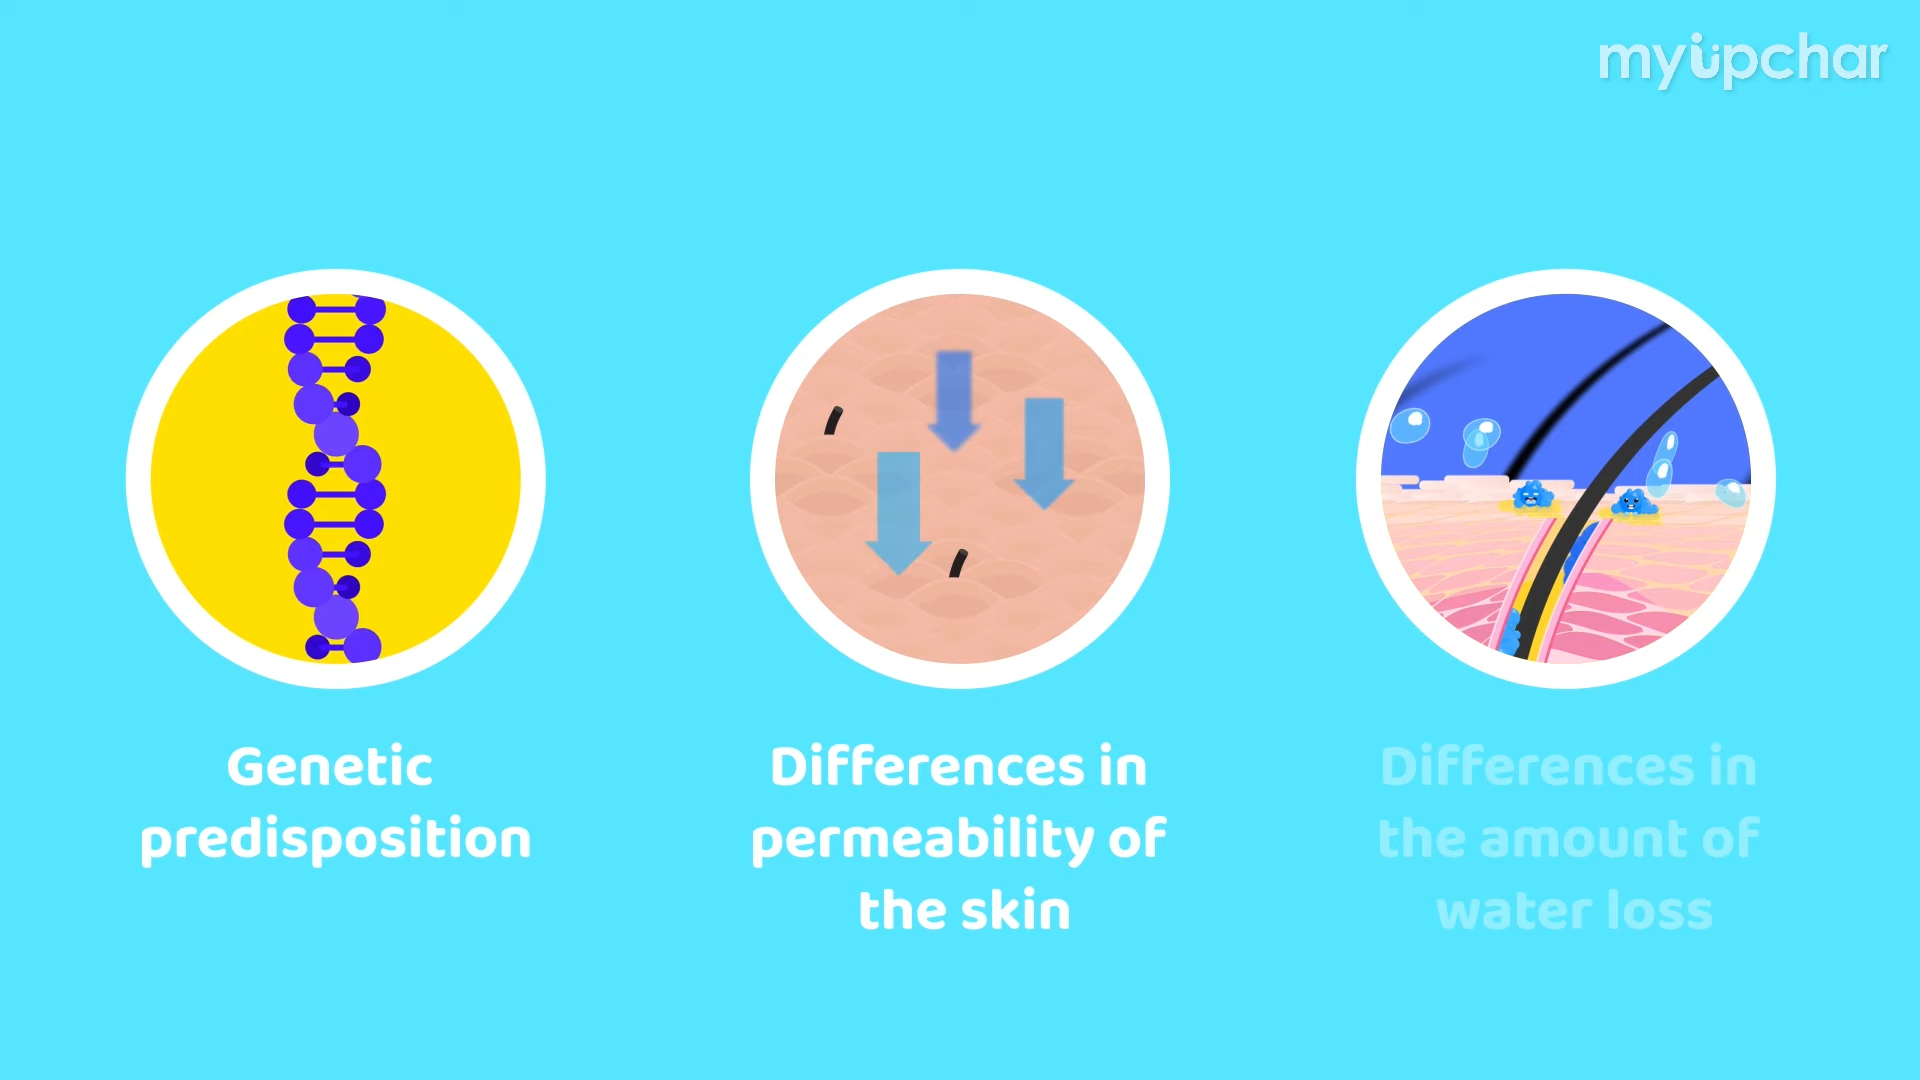 myupchar
Genetic
predisposition
Differences in
permeability of
the skin
Differences in
the amount of
water loss